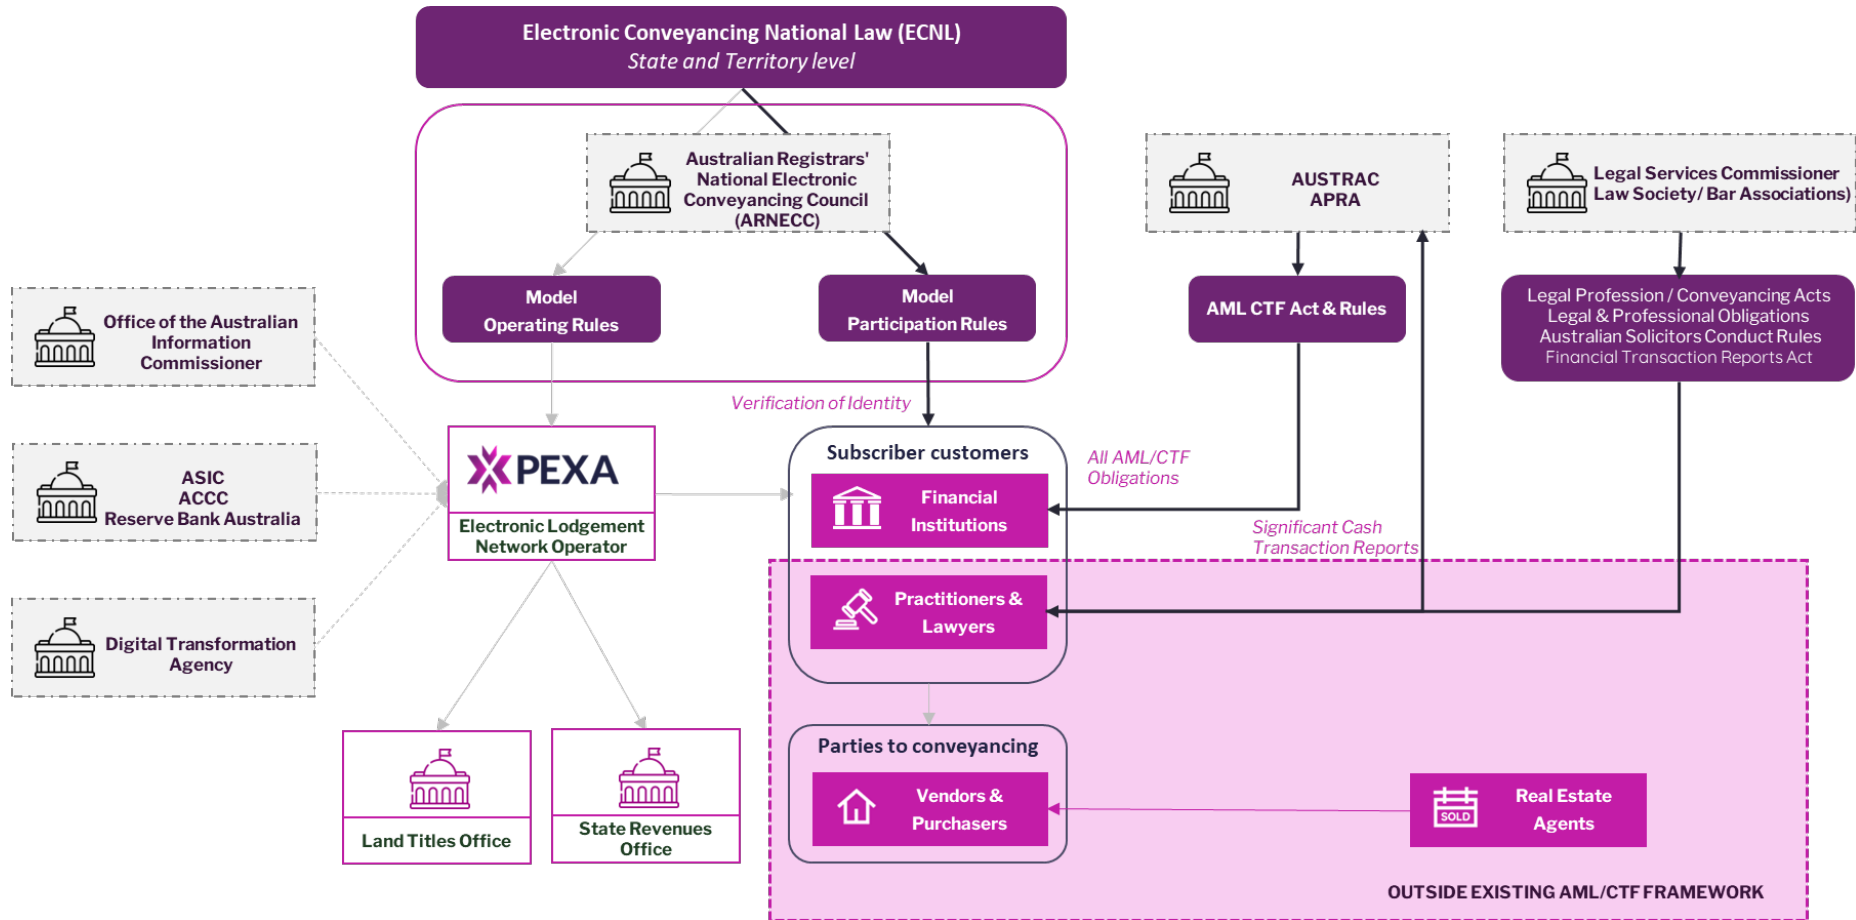 Electronic Conveyancing National Law (ECNL)
State and Territory level
Australian Registrars'
National Electronic
Conveyancing Council
(ARNECC)
AUSTRAC
APRA
Legal Services Commissioner
Law Society/ Bar Associations)
Model
Operating Rules
Model
Participation Rules
AML CTF Act & Rules
Legal Profession / Conveyancing Acts
Legal & Professional Obligations
Australian Solicitors Conduct Rules
Financial Transaction Reports Act
Office of the Australian
Information
Commissioner
Verification of Identity
ASIC
ACCC
Reserve Bank Australia
PEXA
Electronic Lodgement
Network Operator
Subscriber customers
Financial
Institutions
All AML/CTF
Obligations
Significant Cash
Transaction Reports
Practitioners &
Lawyers
Digital Transformation
Agency
Land Titles Office
State Revenues
Office
Parties to conveyancing
Vendors &
Purchasers
SOLD
Real Estate
Agents
OUTSIDE EXISTING AML/CTF FRAMEWORK